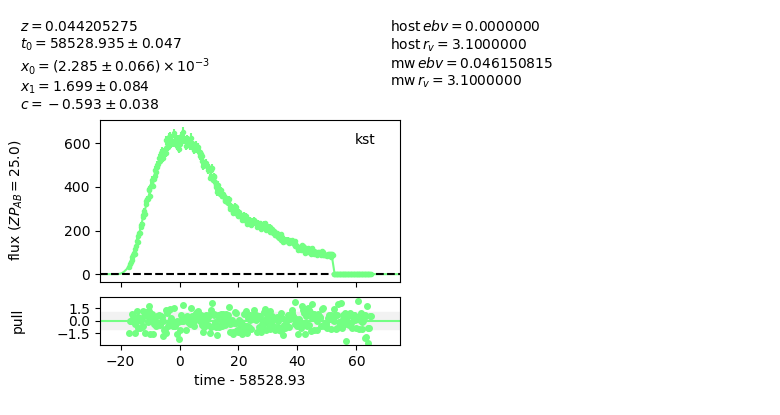 z = 0.044205275
t₀ = 58528.935 ± 0.047
x₀ = (2.285 ± 0.066) × 10⁻³
x₁ = 1.699 ± 0.084
c = −0.593 ± 0.038
host ebv = 0.0000000
host r_v = 3.1000000
mw ebv = 0.046150815
mw r_v = 3.1000000
kst
flux (ZP_AB = 25.0)
600
400
200
0
pull
1.5
0.0
−1.5
−20 0 20 40 60
time - 58528.93